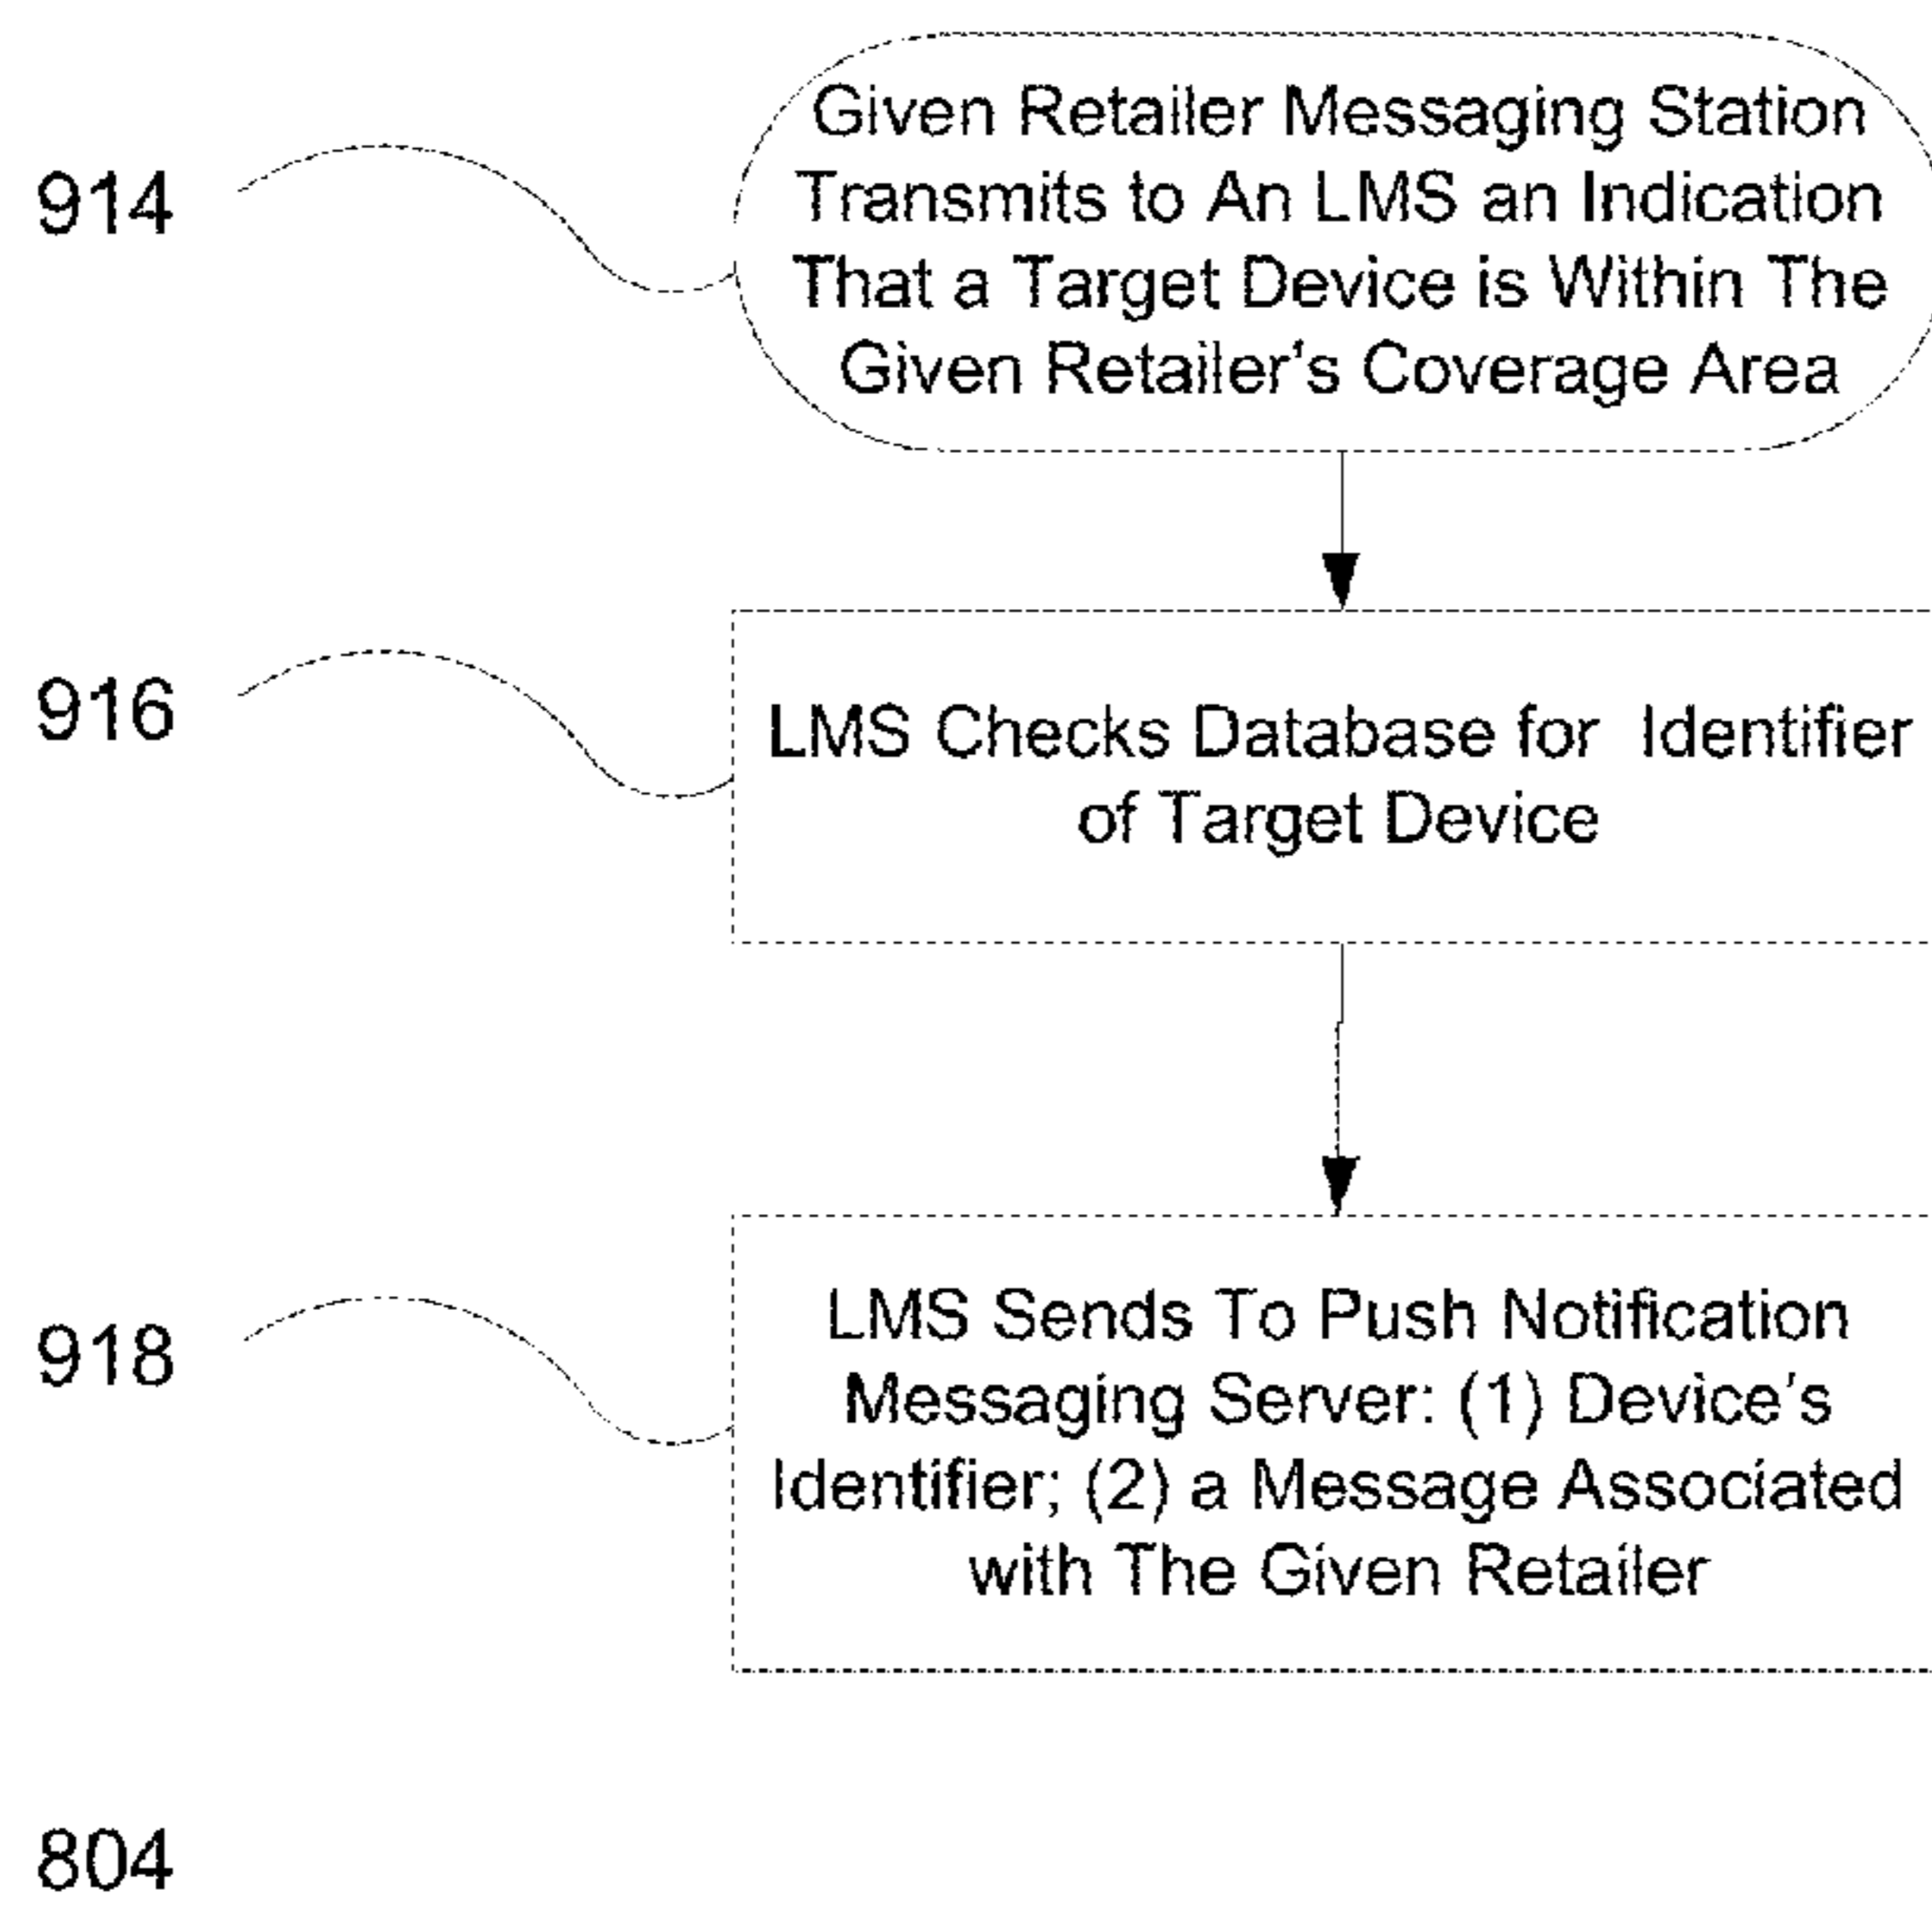 914
Given Retailer Messaging Station
Transmits to An LMS an Indication
That a Target Device is Within The
Given Retailer's Coverage Area
916
LMS Checks Database for Identifier
of Target Device
918
LMS Sends To Push Notification
Messaging Server: (1) Device's
Identifier; (2) a Message Associated
with The Given Retailer
804